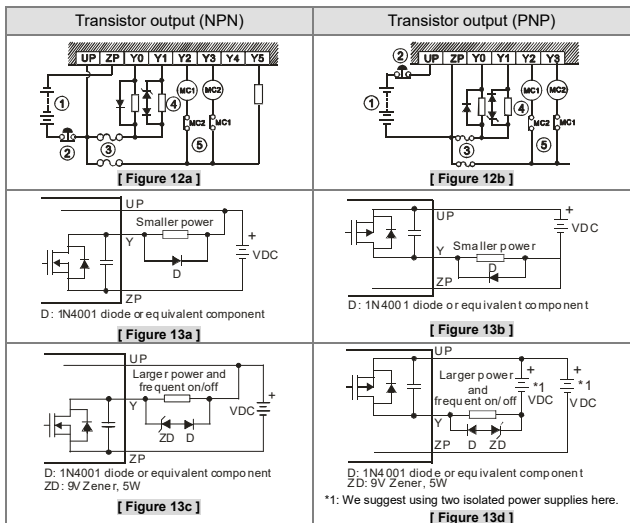 Transistor output (NPN)
Transistor output (PNP)
UP ZP Y0 Y1 Y2 Y3 Y4 Y5
① ② ③ ④ ⑤
MC1 MC2
MC2 MC1
[ Figure 12a ]
UP ZP Y0 Y1 Y2 Y3
② ① ③ ④ ⑤
MC1 MC2
MC2 MC1
[ Figure 12b ]
UP
Smaller power
Y
D
+
VDC
ZP
D: 1N4001 diode or equivalent component
[ Figure 13a ]
UP
+
VDC
Smaller power
Y
D
ZP
D: 1N4001 diode or equivalent component
[ Figure 13b ]
UP
Larger power and
frequent on/off
+
VDC
Y
ZD D
ZP
D: 1N4001 diode or equivalent component
ZD: 9V Zener, 5W
[ Figure 13c ]
UP
Larger power
and
frequent on/off
+
*1
VDC
+
*1
VDC
Y
D ZD
ZP
D: 1N4001 diode or equivalent component
ZD: 9V Zener, 5W
*1: We suggest using two isolated power supplies here.
[ Figure 13d ]